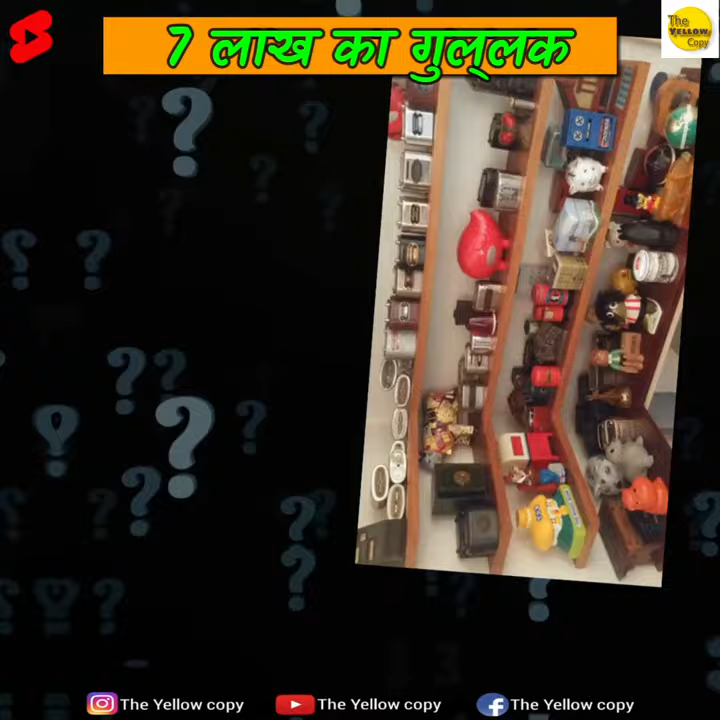 7 लाख का गुल्लक
The
YELLOW
Copy
The Yellow copy
The Yellow copy
The Yellow copy